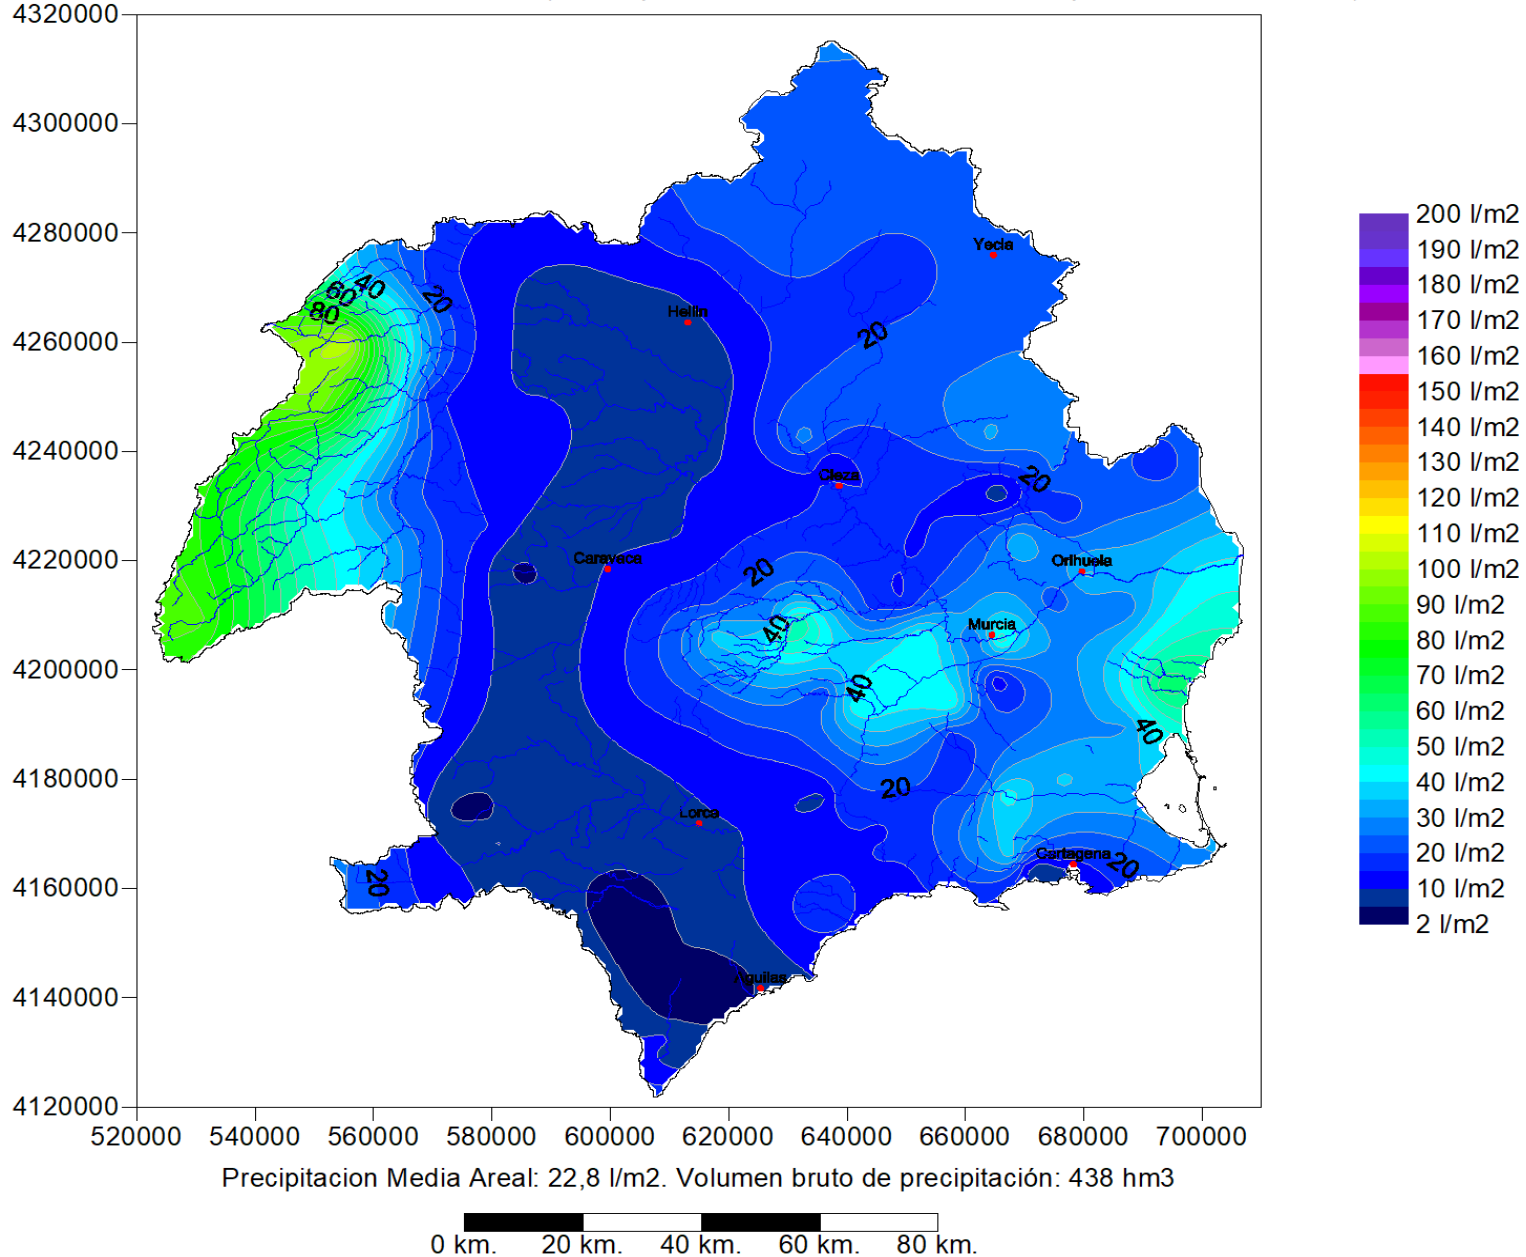 4320000
4300000
4280000
4260000
4240000
4220000
4200000
4180000
4160000
4140000
4120000
520000 540000 560000 580000 600000 620000 640000 660000 680000 700000
Yecla
Hellin
Cieza
Caravaca
Orihuela
Murcia
Lorca
Cartagena
Aguilas
60
40
80
20
20
20
20
40
40
40
20
20
20
200 l/m2
190 l/m2
180 l/m2
170 l/m2
160 l/m2
150 l/m2
140 l/m2
130 l/m2
120 l/m2
110 l/m2
100 l/m2
90 l/m2
80 l/m2
70 l/m2
60 l/m2
50 l/m2
40 l/m2
30 l/m2
20 l/m2
10 l/m2
2 l/m2
Precipitacion Media Areal: 22,8 l/m2. Volumen bruto de precipitación: 438 hm3
0 km. 20 km. 40 km. 60 km. 80 km.